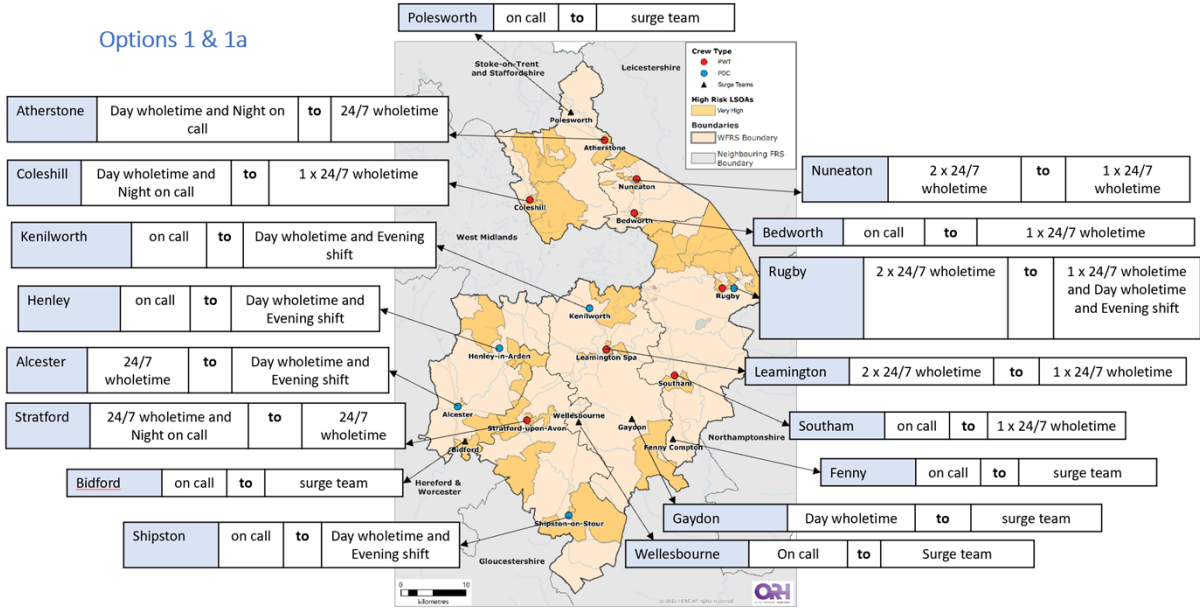 Options 1 & 1a
Polesworth on call to surge team
Atherstone Day wholetime and Night on call to 24/7 wholetime
Coleshill Day wholetime and Night on call to 1 x 24/7 wholetime
Kenilworth on call to Day wholetime and Evening shift
Henley on call to Day wholetime and Evening shift
Alcester 24/7 wholetime to Day wholetime and Evening shift
Stratford 24/7 wholetime and Night on call to 24/7 wholetime
Bidford on call to surge team
Shipston on call to Day wholetime and Evening shift
Nuneaton 2 x 24/7 wholetime to 1 x 24/7 wholetime
Bedworth on call to 1 x 24/7 wholetime
Rugby 2 x 24/7 wholetime to 1 x 24/7 wholetime and Day wholetime and Evening shift
Leamington 2 x 24/7 wholetime to 1 x 24/7 wholetime
Southam on call to 1 x 24/7 wholetime
Fenny on call to surge team
Gaydon Day wholetime to surge team
Wellesbourne On call to Surge team
Crew Type
PWT
PDC
Surge Teams
High Risk LSOAs
Very High
Boundaries
WFRS Boundary
Neighbouring FRS
Boundary
Stoke-on-Trent
and Staffordshire
Leicestershire
Polesworth
Atherstone
Nuneaton
Coleshill
Bedworth
West Midlands
Rugby
Kenilworth
Henley-in-Arden
Leamington Spa
Southam
Alcester
Wellesbourne
Stratford-upon-Avon
Gaydon
Northamptonshire
Bidford
Fenny Compton
Hereford &
Worcester
Shipston-on-Stour
Gloucestershire
0 10
kilometres
ORH